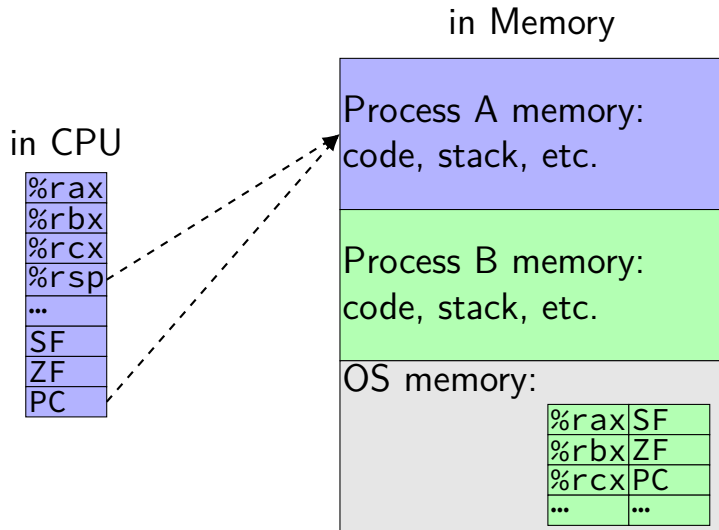 in Memory
Process A memory:
code, stack, etc.
in CPU
%rax
%rbx
%rcx
%rsp
...
SF
ZF
PC
Process B memory:
code, stack, etc.
OS memory:
%rax SF
%rbx ZF
%rcx PC
... ...